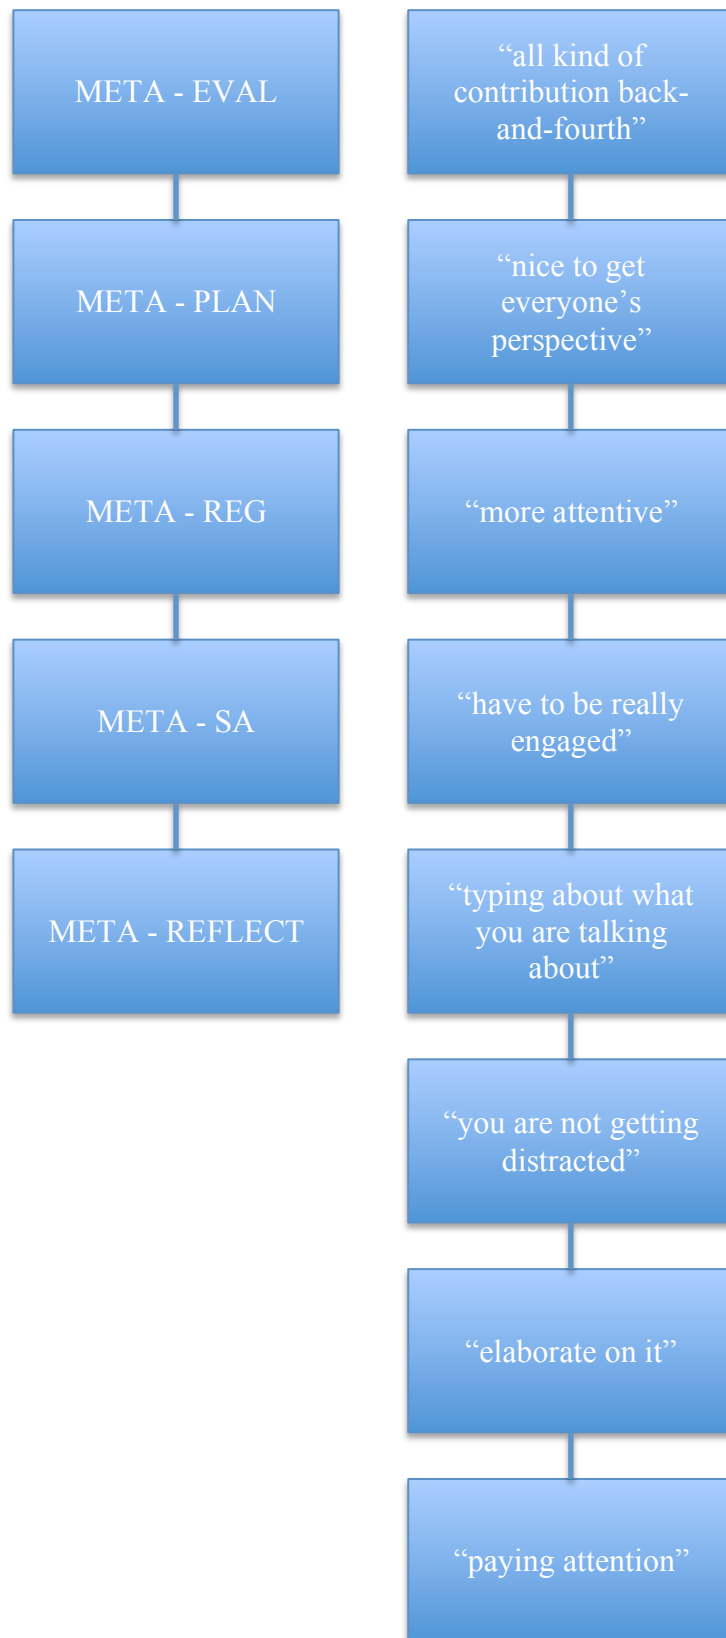 META - EVAL
META - PLAN
META - REG
META - SA
META - REFLECT
“all kind of
contribution back-
and-fourth”
“nice to get
everyone’s
perspective”
“more attentive”
“have to be really
engaged”
“typing about what
you are talking
about”
“you are not getting
distracted”
“elaborate on it”
“paying attention”